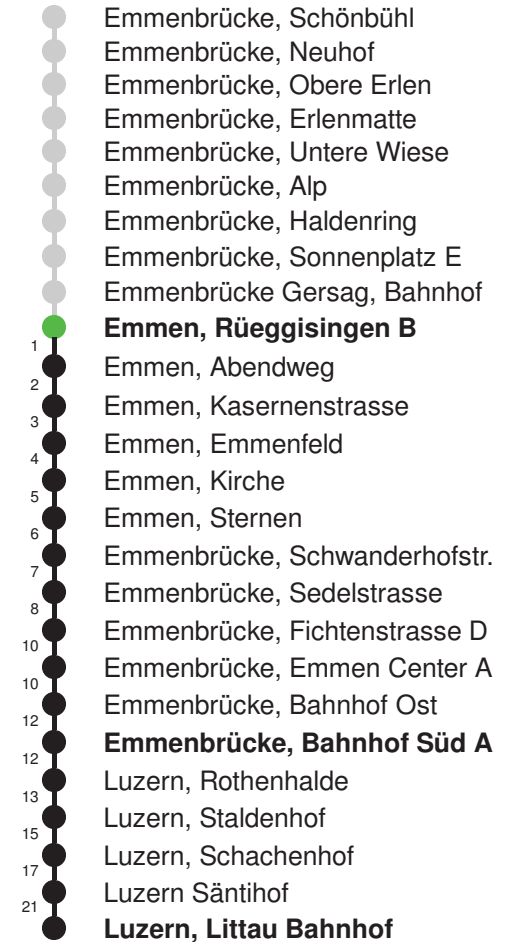 Emmenbrücke, Schönbühl
Emmenbrücke, Neuhof
Emmenbrücke, Obere Erlen
Emmenbrücke, Erlenmatte
Emmenbrücke, Untere Wiese
Emmenbrücke, Alp
Emmenbrücke, Haldenring
Emmenbrücke, Sonnenplatz E
Emmenbrücke Gersag, Bahnhof
Emmen, Rüeggisingen B
1
Emmen, Abendweg
2
Emmen, Kasernenstrasse
3
Emmen, Emmenfeld
4
Emmen, Kirche
5
Emmen, Sternen
6
Emmenbrücke, Schwanderhofstr.
7
Emmenbrücke, Sedelstrasse
8
Emmenbrücke, Fichtenstrasse D
10
Emmenbrücke, Emmen Center A
10
Emmenbrücke, Bahnhof Ost
12
Emmenbrücke, Bahnhof Süd A
12
Luzern, Rothenhalde
13
Luzern, Staldenhof
15
Luzern, Schachenhof
17
Luzern Säntihof
21
Luzern, Littau Bahnhof